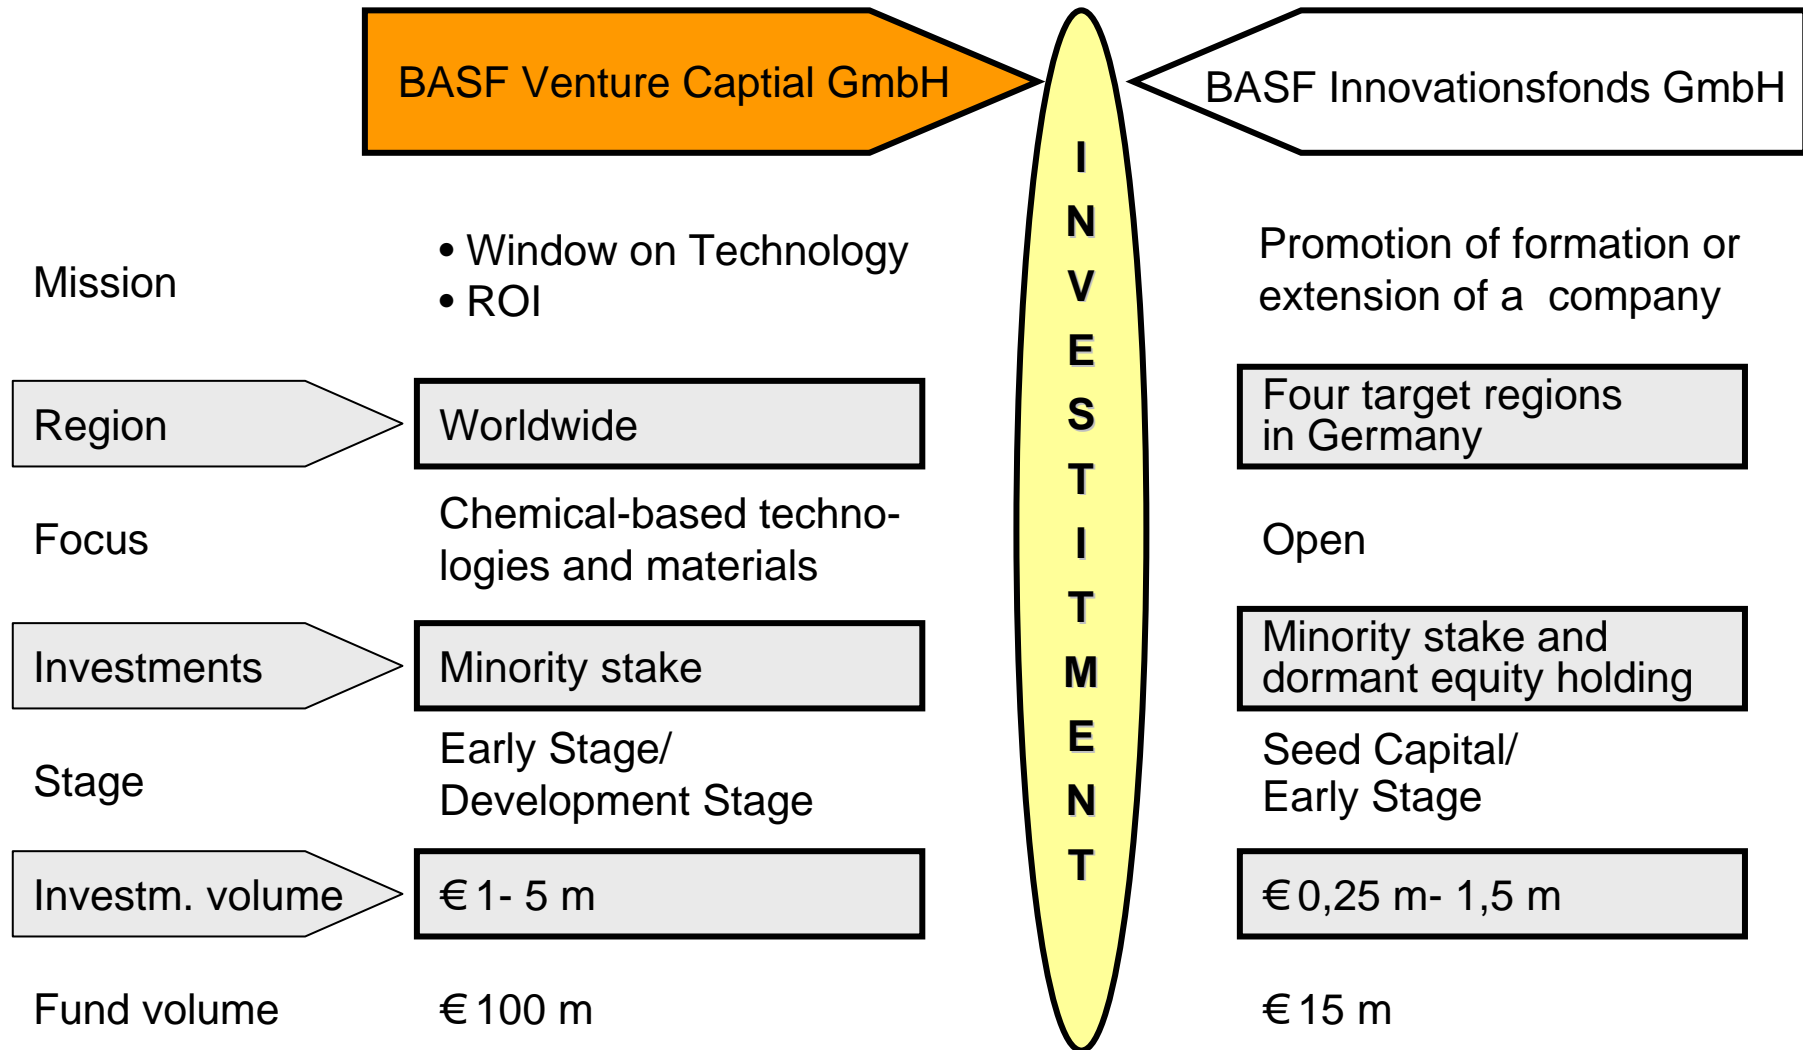 BASF Venture Captial GmbH
BASF Innovationsfonds GmbH
INVESTITMENT
Mission
• Window on Technology
• ROI
Promotion of formation or
extension of a company
Region
Worldwide
Four target regions
in Germany
Focus
Chemical-based techno-
logies and materials
Open
Investments
Minority stake
Minority stake and
dormant equity holding
Stage
Early Stage/
Development Stage
Seed Capital/
Early Stage
Investm. volume
€ 1- 5 m
€ 0,25 m- 1,5 m
Fund volume
€ 100 m
€ 15 m